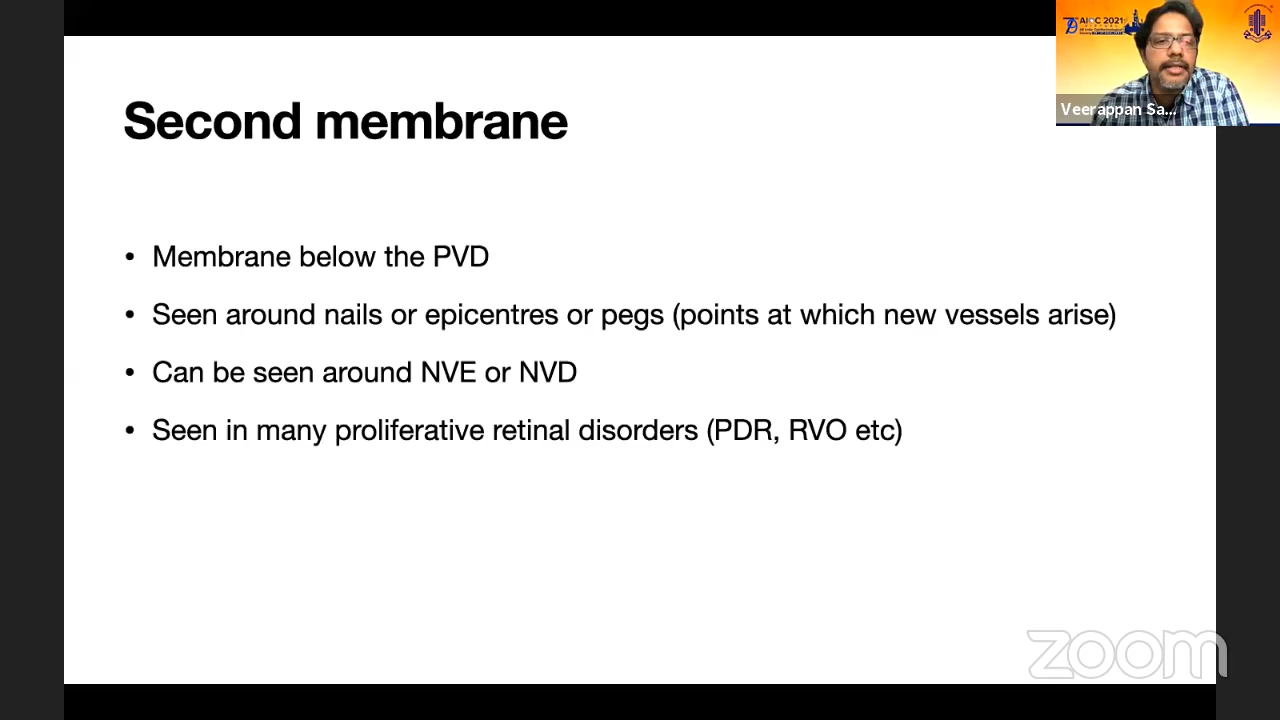 Second membrane
• Membrane below the PVD
• Seen around nails or epicentres or pegs (points at which new vessels arise)
• Can be seen around NVE or NVD
• Seen in many proliferative retinal disorders (PDR, RVO etc)
AIOC 2021
Veerappan Sa...
zoom